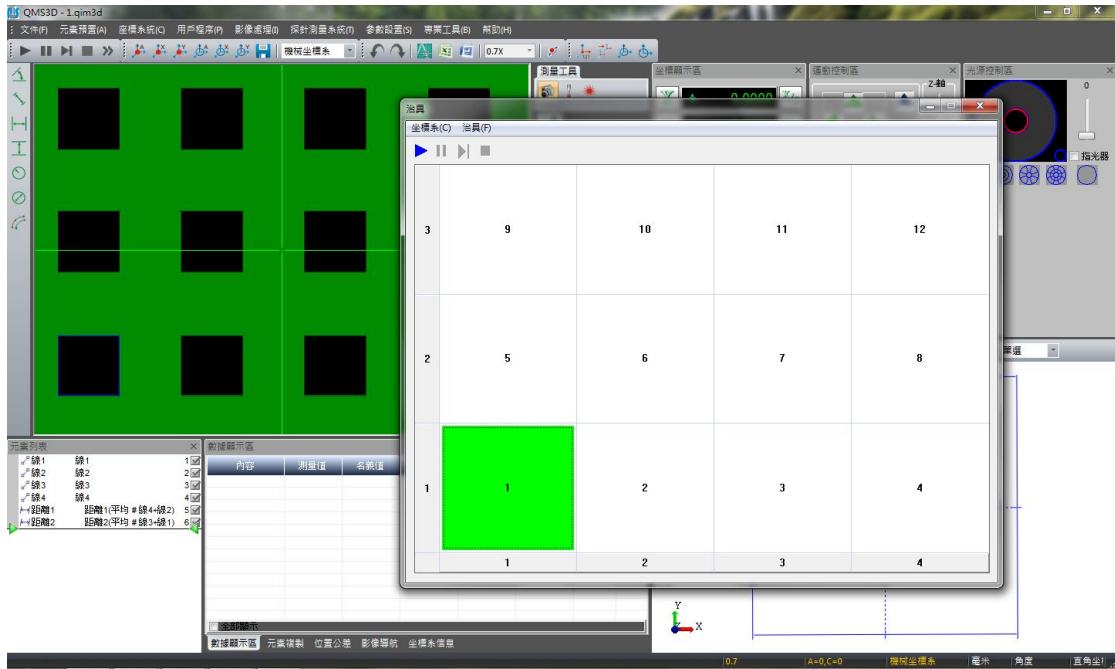 QMS3D - 1.qim3d
文件(F) 元素預置(A) 座標系統(C) 用戶程序(P) 影像處理(I) 探針測量系統(T) 參數設置(S) 專業工具(B) 幫助(H)
機械坐標系 0.7X
測量工具
坐標顯示區
運動控制區
光源控制區
0.0000
Z-軸
0
指光器
治具
坐標系(C) 治具(F)
3 9 10 11 12
2 5 6 7 8
1 1 2 3 4
1 2 3 4
元素列表
線1 線1 1
線2 線2 2
線3 線3 3
線4 線4 4
距離1 距離1(平均 # 線4+線2) 5
距離2 距離2(平均 # 線3+線1) 6
數據顯示區
內容 測量值 名義值
全部顯示
數據顯示區 元素複製 位置公差 影像導航 坐標系信息
Y
X
0.7 A=0,C=0 機械坐標系 毫米 角度